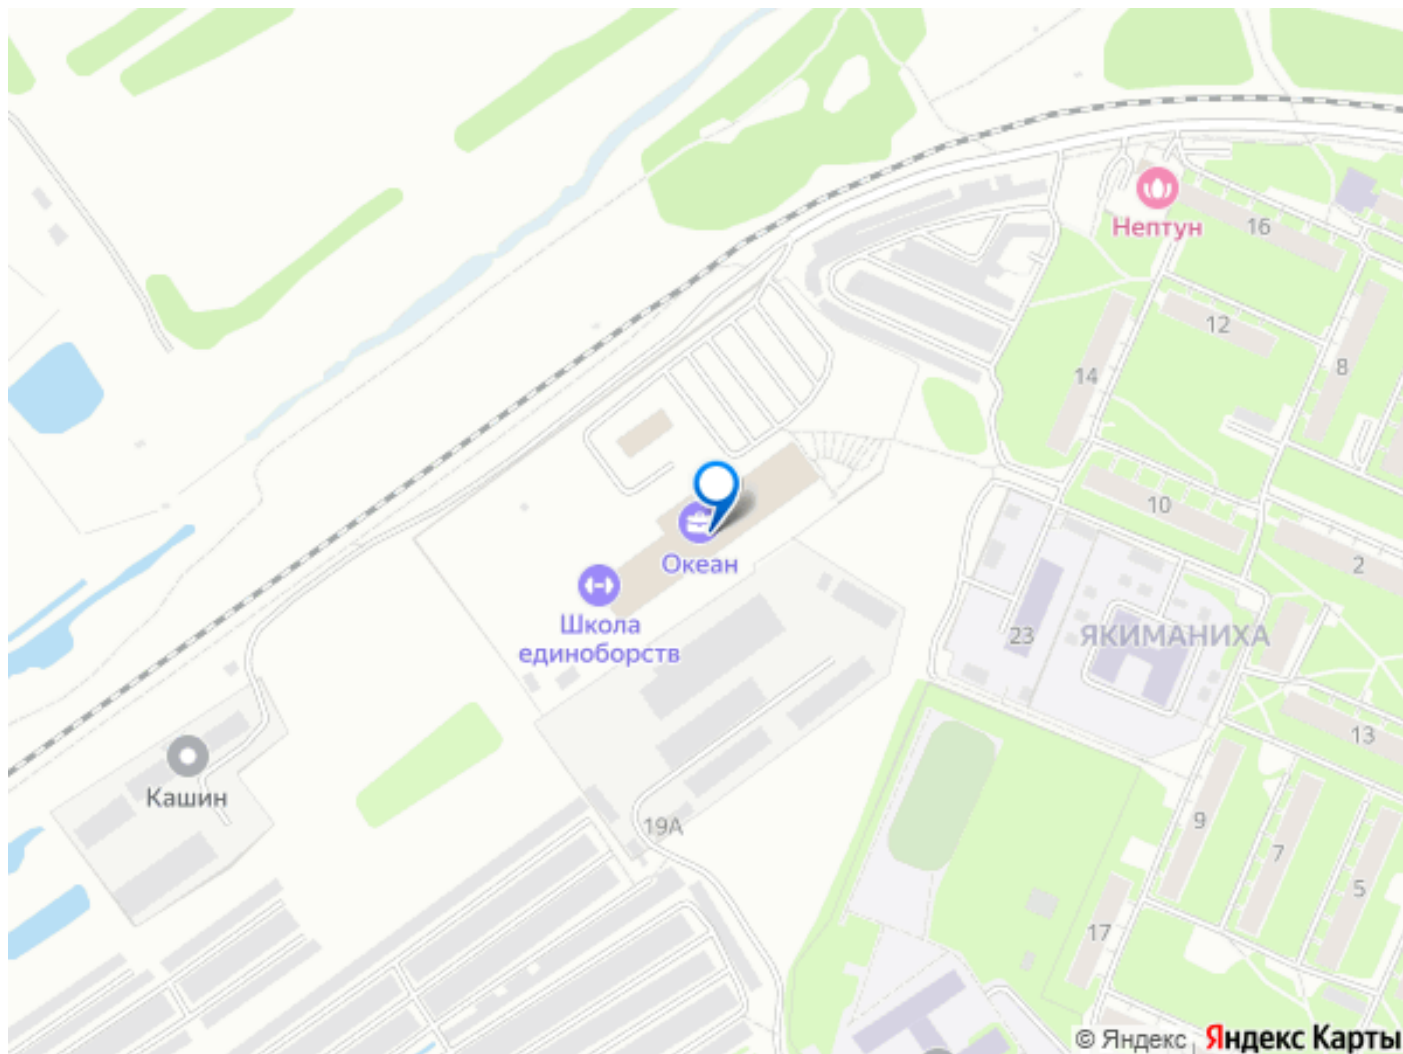 Нептун
16
12
8
14
10
2
Океан
Школа
единоборств
23
ЯКИМАНИХА
13
Кашин
19А
9
7
5
17
© Яндекс
Яндекс Карты